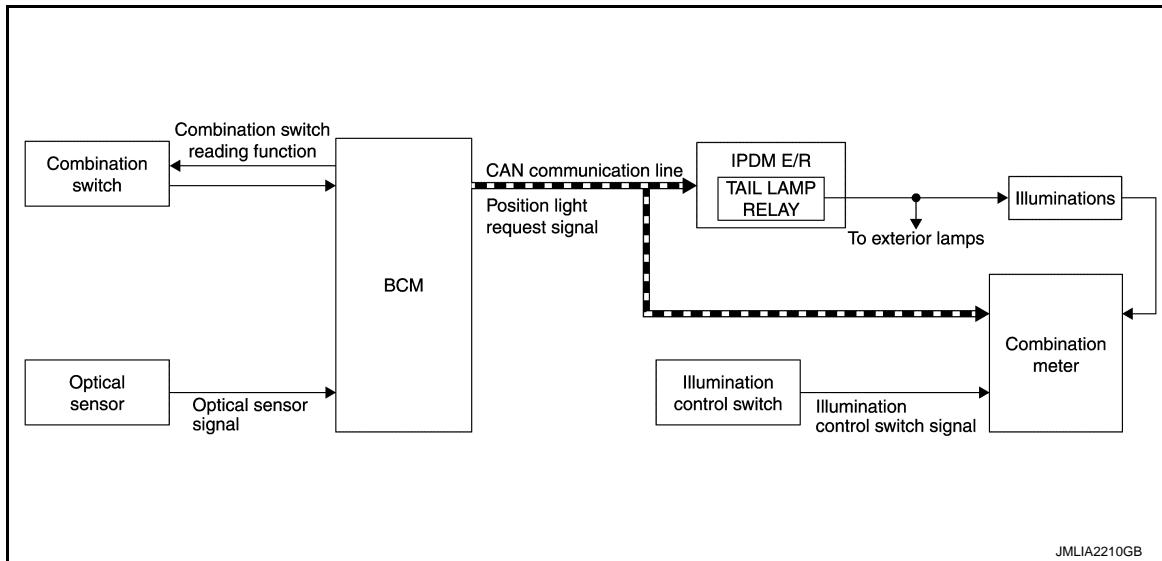 Combination switch
reading function
Combination
switch
CAN communication line
Position light
request signal
IPDM E/R
TAIL LAMP
RELAY
Illuminations
To exterior lamps
BCM
Combination
meter
Optical
sensor
Optical sensor
signal
Illumination
control switch
Illumination
control switch signal
JMLIA2210GB